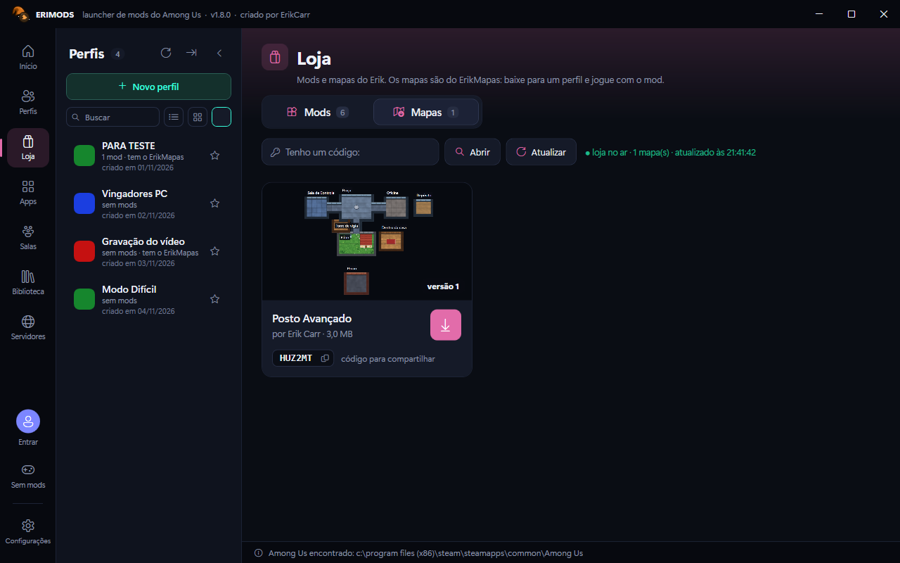 ERIMODS launcher de mods do Among Us · v1.8.0 · criado por ErikCarr
Início
Perfis
Loja
Apps
Salas
Biblioteca
Servidores
Entrar
Sem mods
Configurações
Perfis 4
+ Novo perfil
Buscar
PARA TESTE
1 mod · tem o ErikMapas
criado em 01/11/2026
Vingadores PC
sem mods
criado em 02/11/2026
Gravação do vídeo
sem mods · tem o ErikMapas
criado em 03/11/2026
Modo Difícil
sem mods
criado em 04/11/2026
Loja
Mods e mapas do Erik. Os mapas são do ErikMapas: baixe para um perfil e jogue com o mod.
Mods 6
Mapas 1
Tenho um código:
Abrir
Atualizar
● loja no ar · 1 mapa(s) · atualizado às 21:41:42
Oficina
versão 1
Posto Avançado
por Erik Carr · 3,0 MB
HUZ2MT
código para compartilhar
Among Us encontrado: c:\program files (x86)\steam\steamapps\common\Among Us